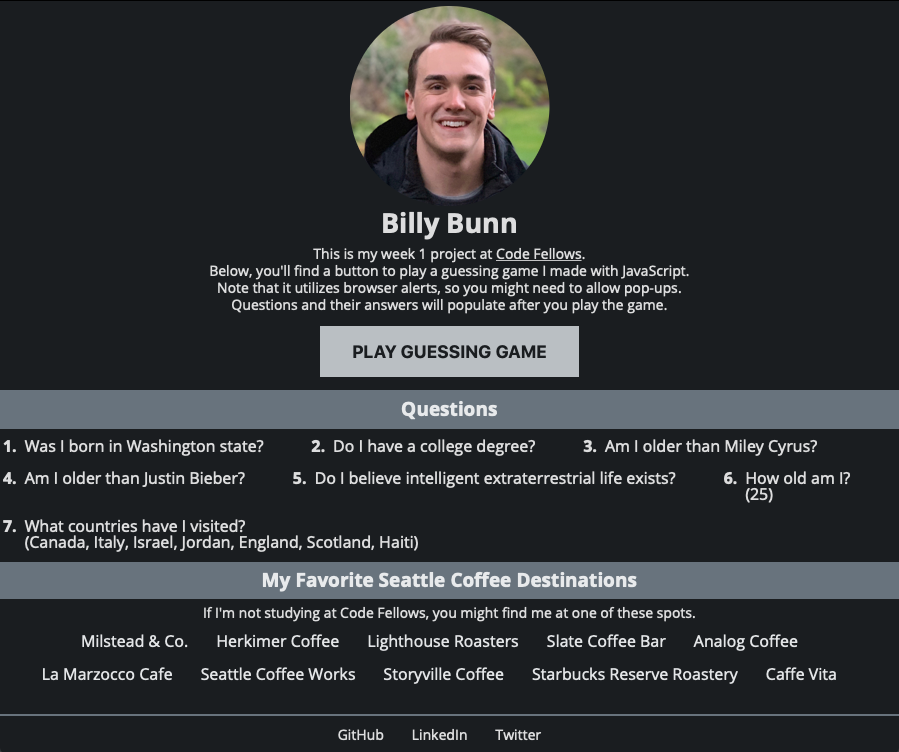 Billy Bunn
This is my week 1 project at Code Fellows.
Below, you'll find a button to play a guessing game I made with JavaScript.
Note that it utilizes browser alerts, so you might need to allow pop-ups.
Questions and their answers will populate after you play the game.
PLAY GUESSING GAME
Questions
1. Was I born in Washington state? 2. Do I have a college degree? 3. Am I older than Miley Cyrus?
4. Am I older than Justin Bieber? 5. Do I believe intelligent extraterrestrial life exists? 6. How old am I?
(25)
7. What countries have I visited?
(Canada, Italy, Israel, Jordan, England, Scotland, Haiti)
My Favorite Seattle Coffee Destinations
If I'm not studying at Code Fellows, you might find me at one of these spots.
Milstead & Co. Herkimer Coffee Lighthouse Roasters Slate Coffee Bar Analog Coffee
La Marzocco Cafe Seattle Coffee Works Storyville Coffee Starbucks Reserve Roastery Caffe Vita
GitHub LinkedIn Twitter